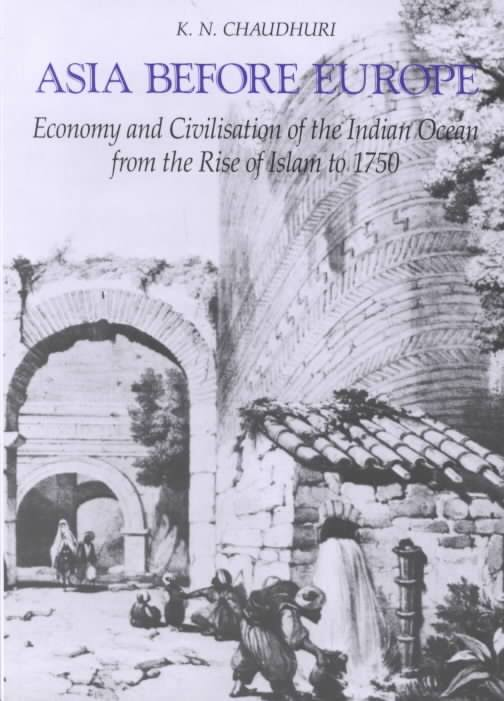 K. N. CHAUDHURI
ASIA BEFORE EUROPE
Economy and Civilisation of the Indian Ocean
from the Rise of Islam to 1750